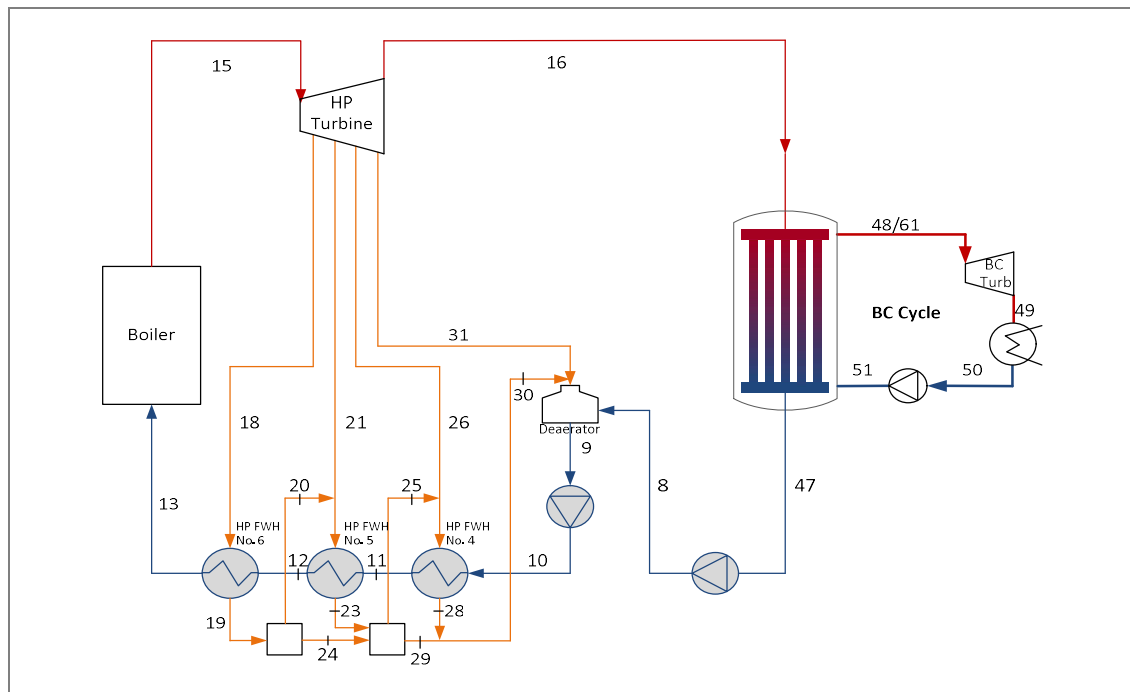 15
16
HP
Turbine
48/61
BC
Turb
49
BC Cycle
Boiler
31
51
50
30
Deaerator
18
21
26
9
8
47
13
20
25
HP FWH
No. 6
HP FWH
No. 5
HP FWH
No. 4
12
11
10
19
23
28
24
29